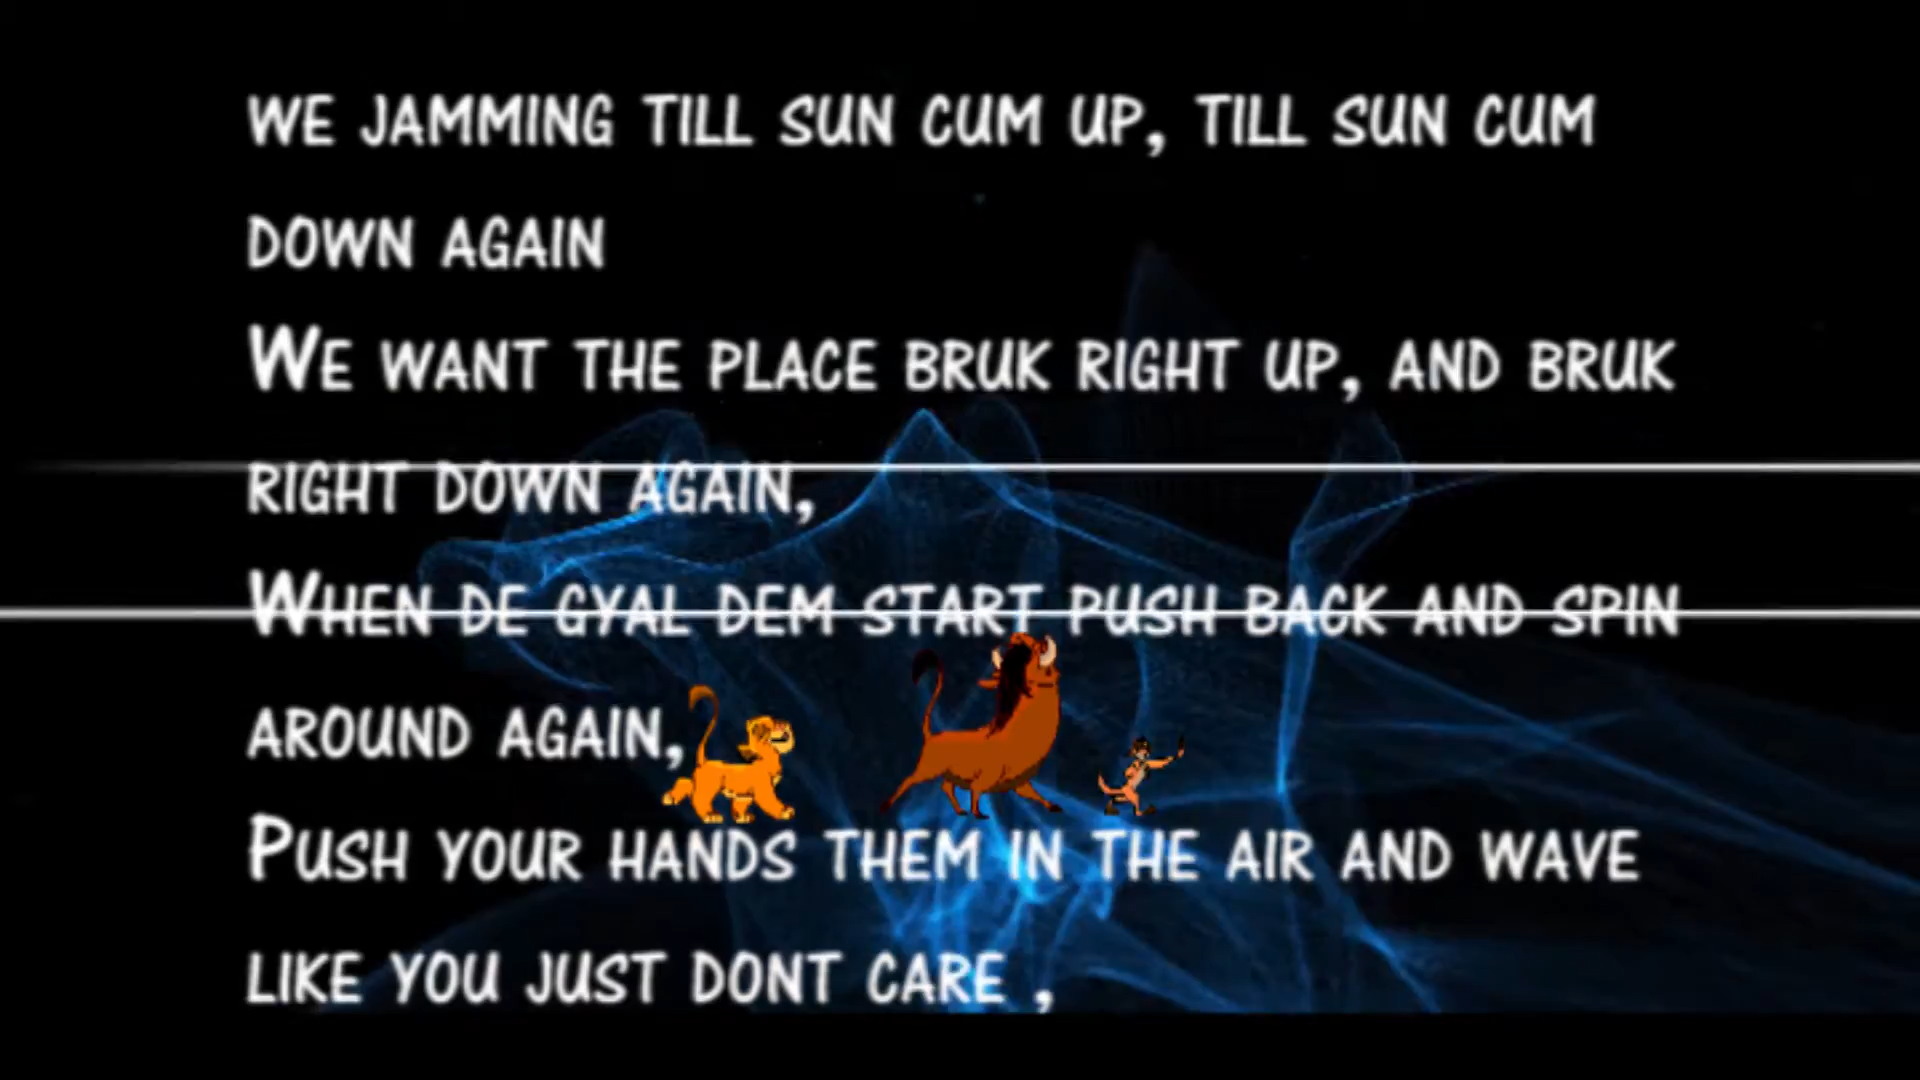 WE JAMMING TILL SUN CUM UP, TILL SUN CUM
DOWN AGAIN
WE WANT THE PLACE BRUK RIGHT UP, AND BRUK
RIGHT DOWN AGAIN,
WHEN DE GYAL DEM START PUSH BACK AND SPIN
AROUND AGAIN,
PUSH YOUR HANDS THEM IN THE AIR AND WAVE
LIKE YOU JUST DONT CARE ,